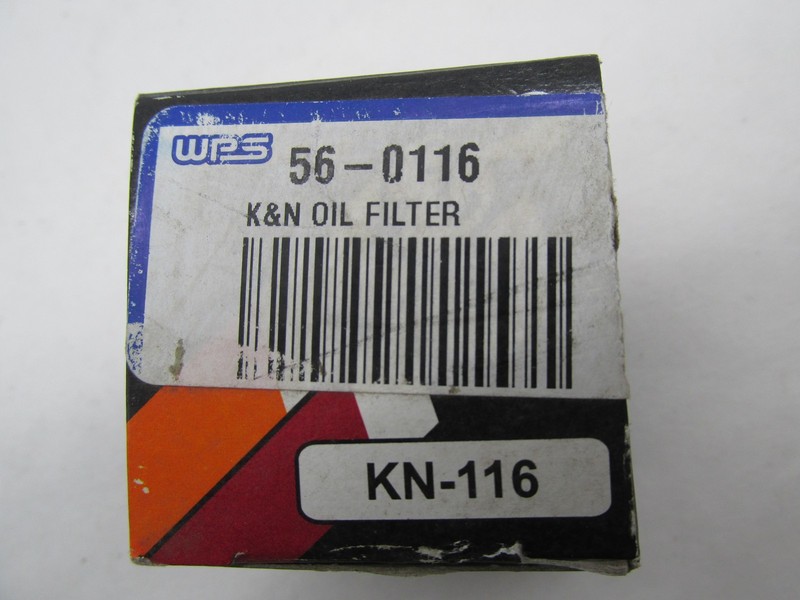 WPS 56-0116
K&N OIL FILTER
KN-116